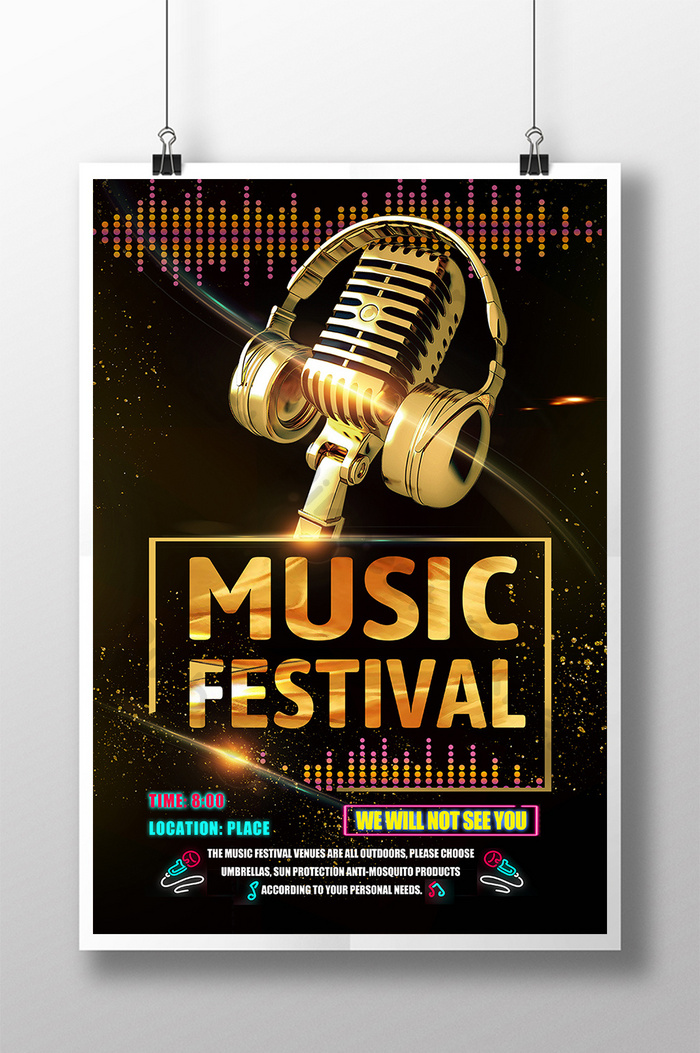 MUSIC
FESTIVAL
TIME: 8:00
LOCATION: PLACE
WE WILL NOT SEE YOU
THE MUSIC FESTIVAL VENUES ARE ALL OUTDOORS, PLEASE CHOOSE
UMBRELLAS, SUN PROTECTION ANTI-MOSQUITO PRODUCTS
ACCORDING TO YOUR PERSONAL NEEDS.